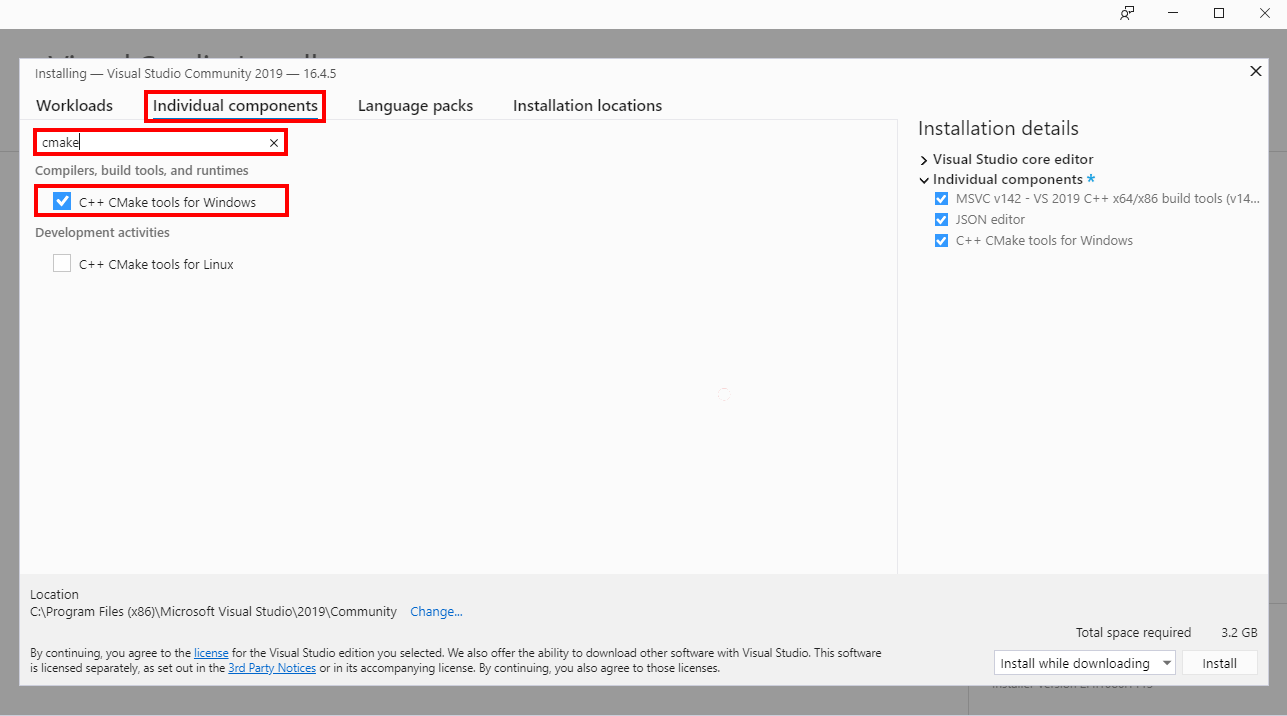 Installing — Visual Studio Community 2019 — 16.4.5
Workloads
Individual components
Language packs
Installation locations
cmake
Compilers, build tools, and runtimes
C++ CMake tools for Windows
Development activities
C++ CMake tools for Linux
Installation details
Visual Studio core editor
Individual components *
MSVC v142 - VS 2019 C++ x64/x86 build tools (v14...
JSON editor
C++ CMake tools for Windows
Location
C:\Program Files (x86)\Microsoft Visual Studio\2019\Community Change...
By continuing, you agree to the license for the Visual Studio edition you selected. We also offer the ability to download other software with Visual Studio. This software
is licensed separately, as set out in the 3rd Party Notices or in its accompanying license. By continuing, you also agree to those licenses.
Total space required 3.2 GB
Install while downloading
Install